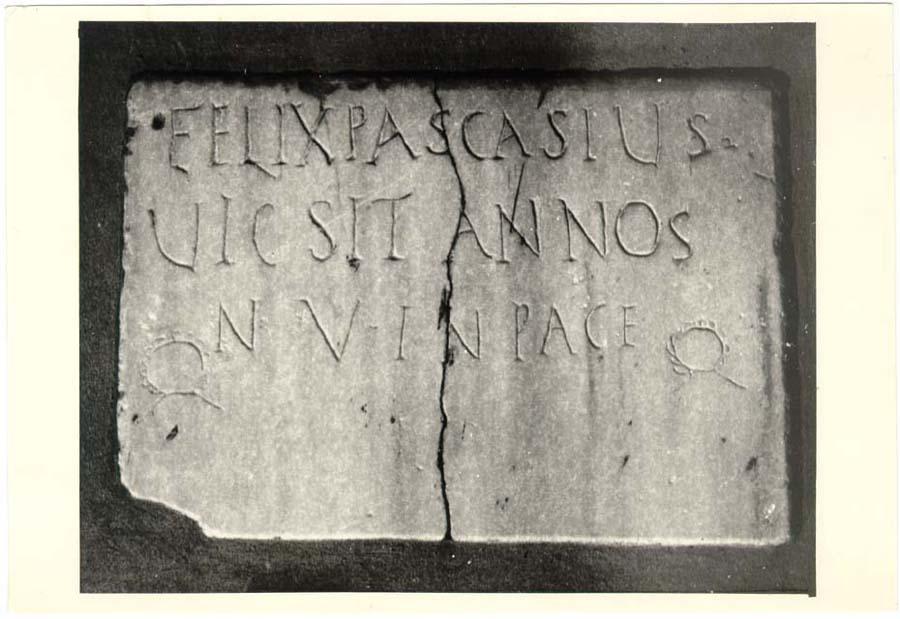 FELIX PASCASIUS
UICSIT ANNOS
N V IN PACE